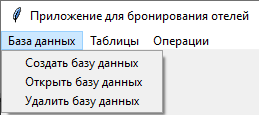 Приложение для бронирования отелей
База данных Таблицы Операции
Создать базу данных
Открыть базу данных
Удалить базу данных